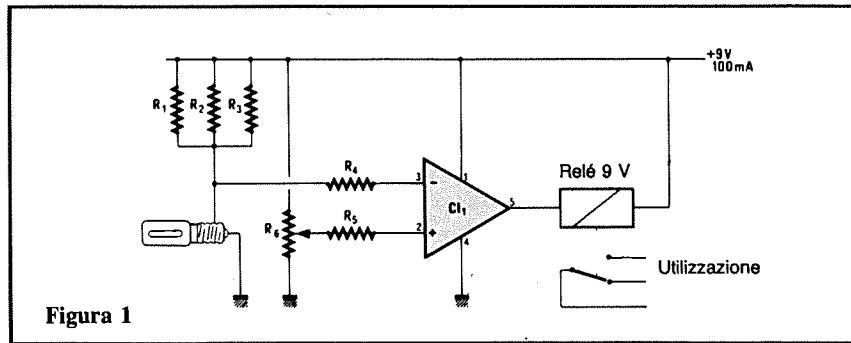 +9V
100mA
R1
R2
R3
R4
3
-
1
Relé 9 V
CI1
5
R6
R5
2
+
4
Utilizzazione
Figura 1